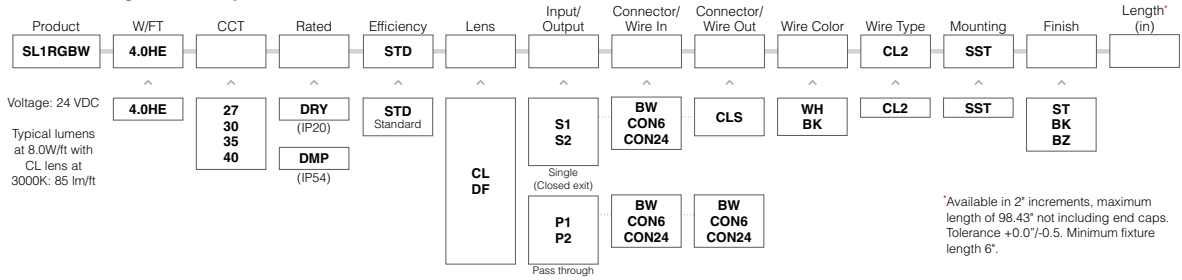 Product W/FT CCT Rated Efficiency Lens Input/ Output Connector/ Wire In Connector/ Wire Out Wire Color Wire Type Mounting Finish Length* (in)
SL1RGBW 4.0HE STD CL2 SST
Voltage: 24 VDC
Typical lumens
at 8.0W/ft with
CL lens at
3000K: 85 lm/ft
4.0HE
27
30
35
40
DRY
(IP20)
DMP
(IP54)
STD
Standard
CL
DF
S1
S2
Single
(Closed exit)
P1
P2
Pass through
BW
CON6
CON24
BW
CON6
CON24
CLS
BW
CON6
CON24
WH
BK
CL2
SST
ST
BK
BZ
*Available in 2" increments, maximum
length of 98.43" not including end caps.
Tolerance +0.0"/-0.5. Minimum fixture
length 6".